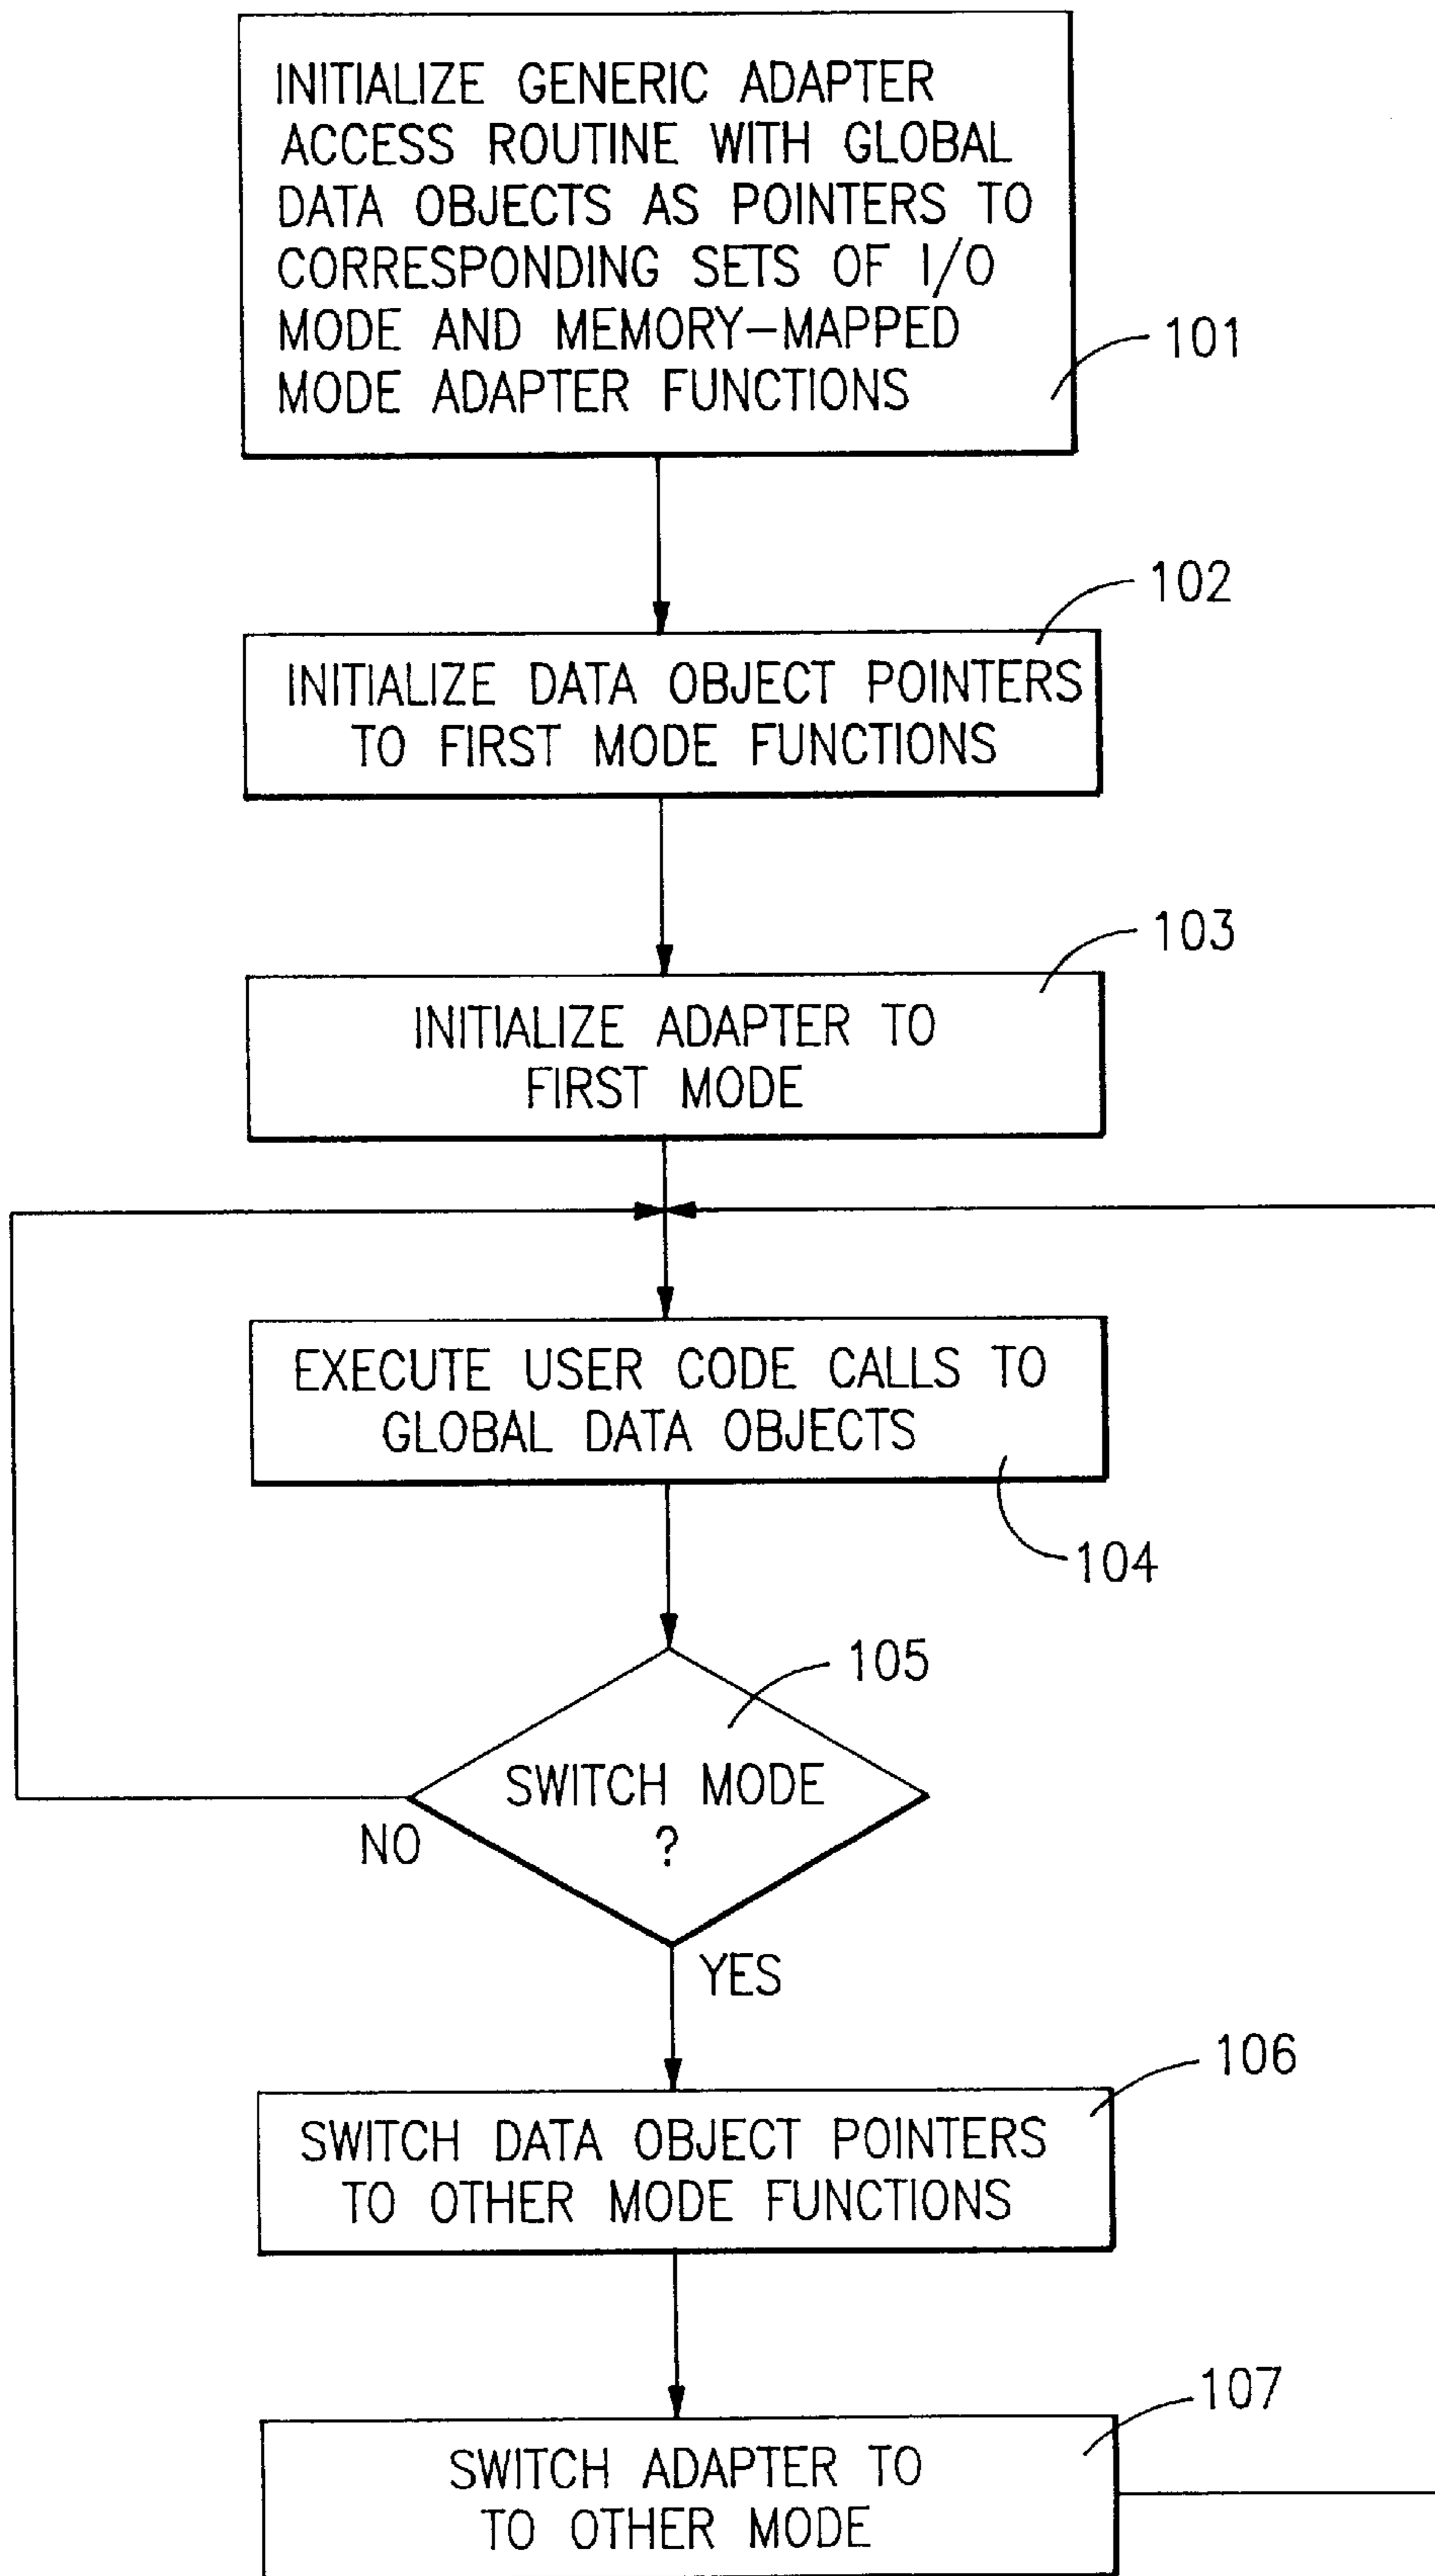 INITIALIZE GENERIC ADAPTER
ACCESS ROUTINE WITH GLOBAL
DATA OBJECTS AS POINTERS TO
CORRESPONDING SETS OF I/O
MODE AND MEMORY-MAPPED
MODE ADAPTER FUNCTIONS
101
102
INITIALIZE DATA OBJECT POINTERS
TO FIRST MODE FUNCTIONS
103
INITIALIZE ADAPTER TO
FIRST MODE
EXECUTE USER CODE CALLS TO
GLOBAL DATA OBJECTS
104
105
SWITCH MODE
?
NO
YES
106
SWITCH DATA OBJECT POINTERS
TO OTHER MODE FUNCTIONS
107
SWITCH ADAPTER TO
TO OTHER MODE